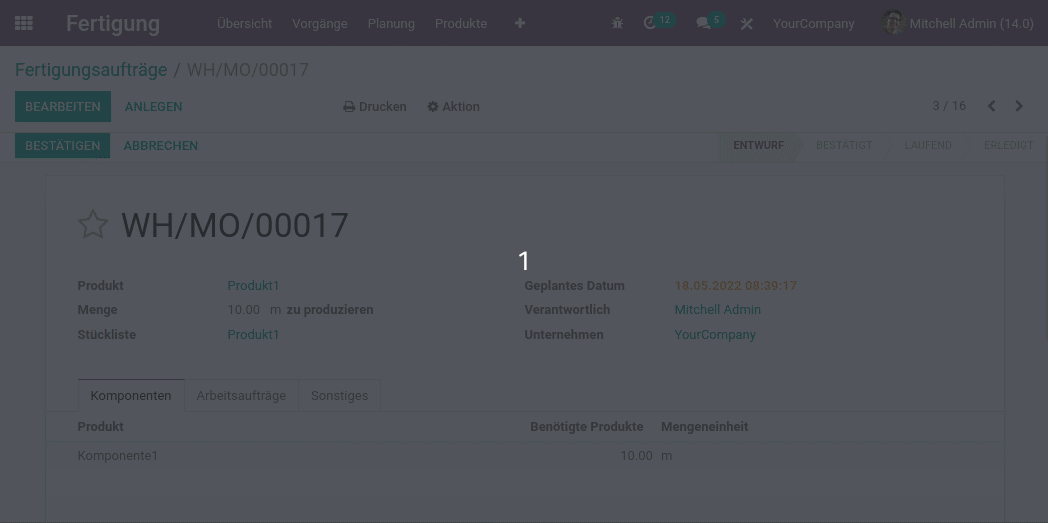 Fertigung Übersicht Vorgänge Planung Produkte 12 5 YourCompany Mitchell Admin (14.0)
Fertigungsaufträge / WH/MO/00017
BEARBEITEN ANLEGEN Drucken Aktion 3 / 16
BESTÄTIGEN ABBRECHEN ENTWURF BESTÄTIGT LAUFEND ERLEDIGT
WH/MO/00017
1
Produkt Produkt1 Geplantes Datum 18.05.2022 08:39:17
Menge 10.00 m zu produzieren Verantwortlich Mitchell Admin
Stückliste Produkt1 Unternehmen YourCompany
Komponenten Arbeitsaufträge Sonstiges
Produkt Benötigte Produkte Mengeneinheit
Komponente1 10.00 m